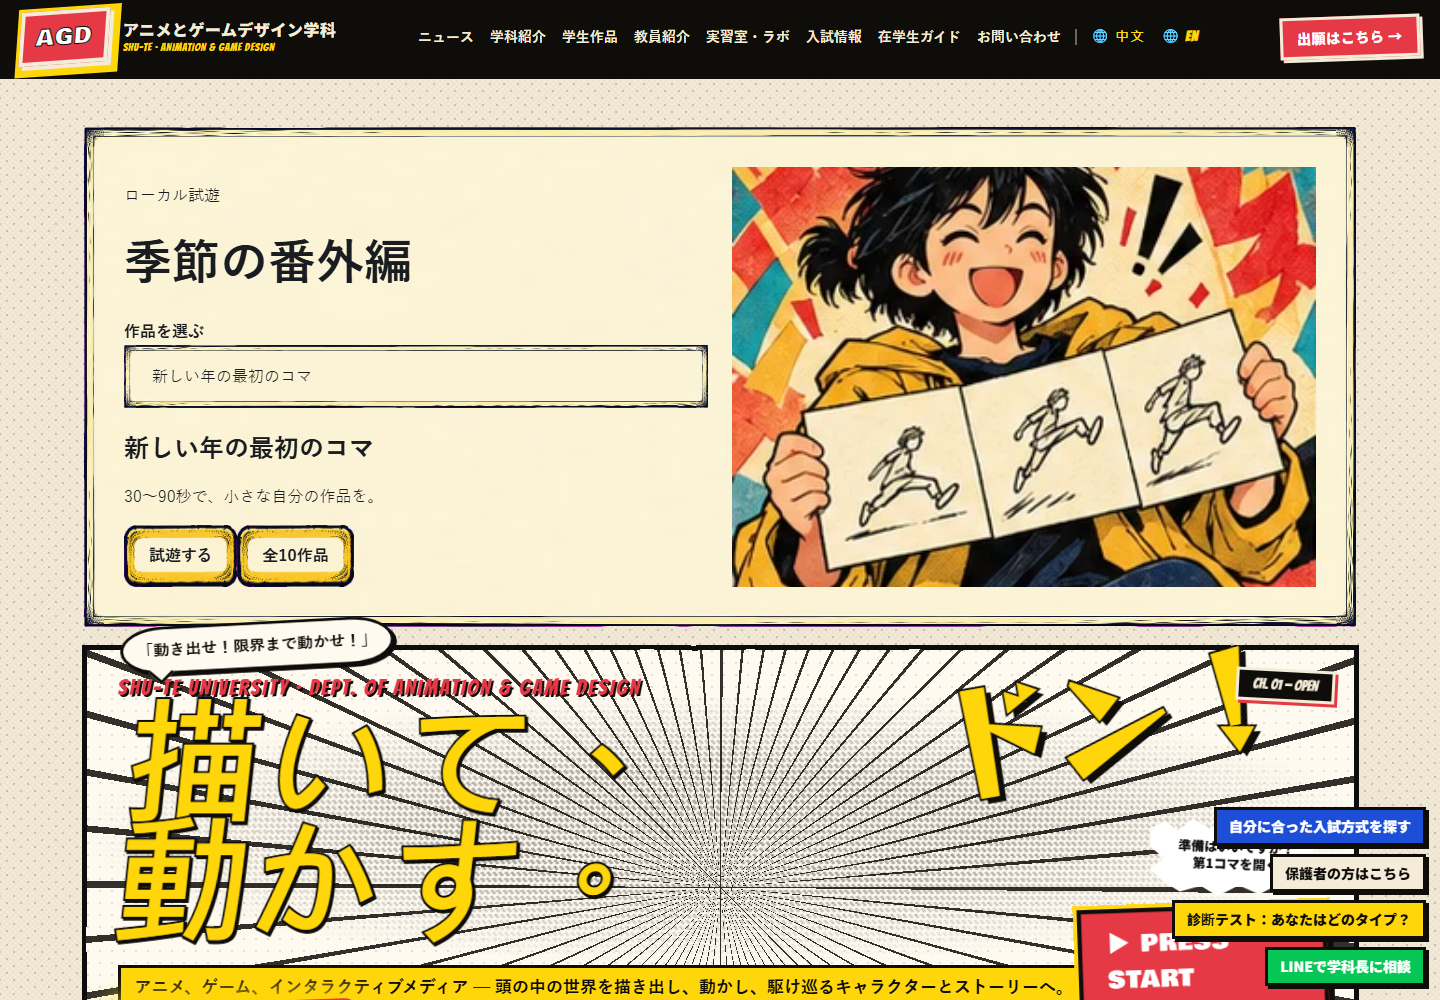 AGD
アニメとゲームデザイン学科
SHU-TE · ANIMATION & GAME DESIGN
ニュース 学科紹介 学生作品 教員紹介 実習室・ラボ 入試情報 在学生ガイド お問い合わせ | 中文 EN
出願はこちら →
ローカル試遊
季節の番外編
作品を選ぶ
新しい年の最初のコマ
新しい年の最初のコマ
30〜90秒で、小さな自分の作品を。
試遊する 全10作品
「動き出せ！限界まで動かせ！」
SHU-TE UNIVERSITY · DEPT. OF ANIMATION & GAME DESIGN
CH. 01 — OPEN
ドン
描いて、
動かす。
自分に合った入試方式を探す
準備は
第1コマを開
保護者の方はこちら
診断テスト：あなたはどのタイプ？
▶ PRESS
START
LINEで学科長に相談
アニメ、ゲーム、インタラクティブメディア — 頭の中の世界を描き出し、動かし、駆け巡るキャラクターとストーリーへ。